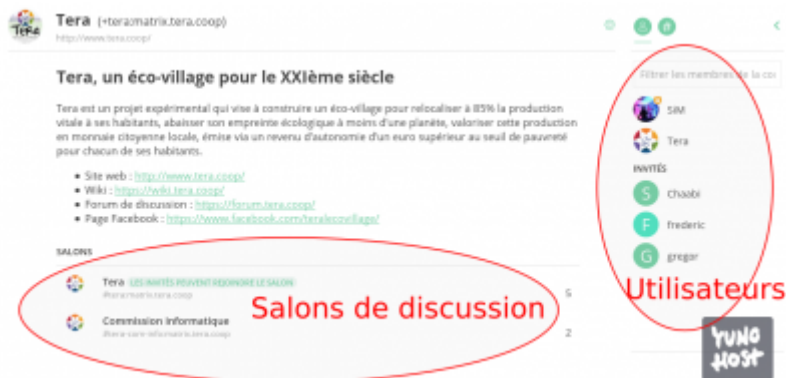 Tera (+tera:matrix.tera.coop)
http://www.tera.coop/
Tera, un éco-village pour le XXIème siècle
Tera est un projet expérimental qui vise à construire un éco-village pour relocaliser à 85% la production
vitale à ses habitants, abaisser son empreinte écologique à moins d'une planète, valoriser cette production
en monnaie citoyenne locale, émise via un revenu d'autonomie d'un euro supérieur au seuil de pauvreté
pour chacun de ses habitants.
Site web : http://www.tera.coop/
Wiki : https://wiki.tera.coop/
Forum de discussion : https://forum.tera.coop/
Page Facebook : https://www.facebook.com/teralecovillage/
SALONS
Tera LES INVITÉS PEUVENT REJOINDRE LE SALON
#tera:matrix.tera.coop
5
Salons de discussion
Commission Informatique
2
Filtrer les membres de la
SIM
Tera
INVITÉS
S Chaabi
F frederic
G gregor
Utilisateurs
YUNO
HOST